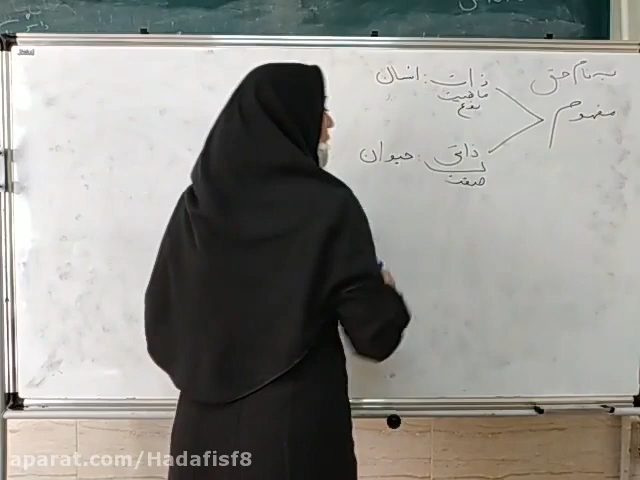 به نام حق
مفهوم
ذات : انسان
ماهیت
نوع
ذاتی : حیوان
صفت
aparat.com/Hadafisf8